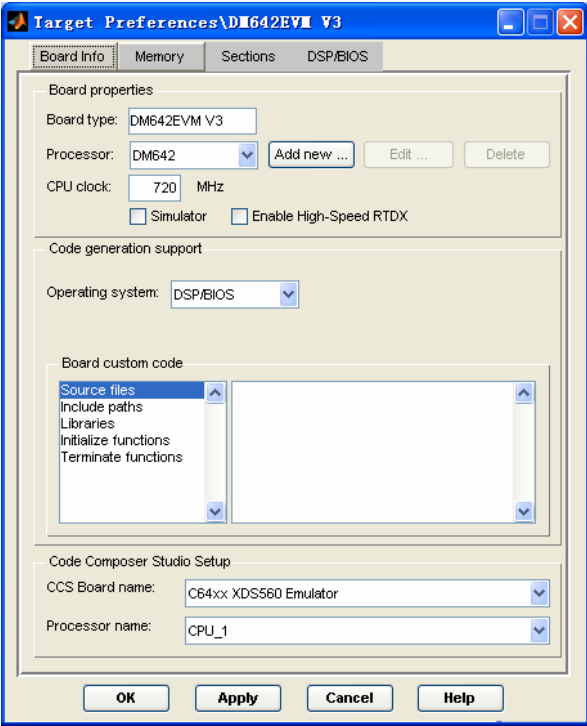 Target Preferences\DM642EVM V3
Board Info Memory Sections DSP/BIOS
Board properties
Board type: DM642EVM V3
Processor: DM642 Add new ... Edit ... Delete
CPU clock: 720 MHz
Simulator Enable High-Speed RTDX
Code generation support
Operating system: DSP/BIOS
Board custom code
Source files
Include paths
Libraries
Initialize functions
Terminate functions
Code Composer Studio Setup
CCS Board name: C64xx XDS560 Emulator
Processor name: CPU_1
OK Apply Cancel Help